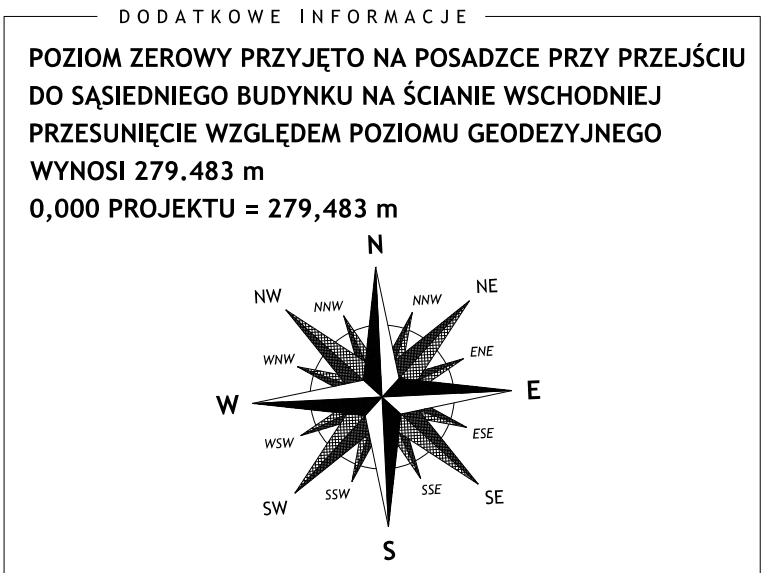 DODATKOWE INFORMACJE
POZIOM ZEROWY PRZYJĘTO NA POSADZCE PRZY PRZEJŚCIU
DO SĄSIEDNIEGO BUDYNKU NA ŚCIANIE WSCHODNIEJ
PRZESUNIĘCIE WZGLĘDEM POZIOMU GEODEZYJNEGO
WYNOSI 279.483 m
0,000 PROJEKTU = 279,483 m
N
NW NNW NNW NE
WNW ENE
W E
WSW ESE
SW SSW SSE SE
S